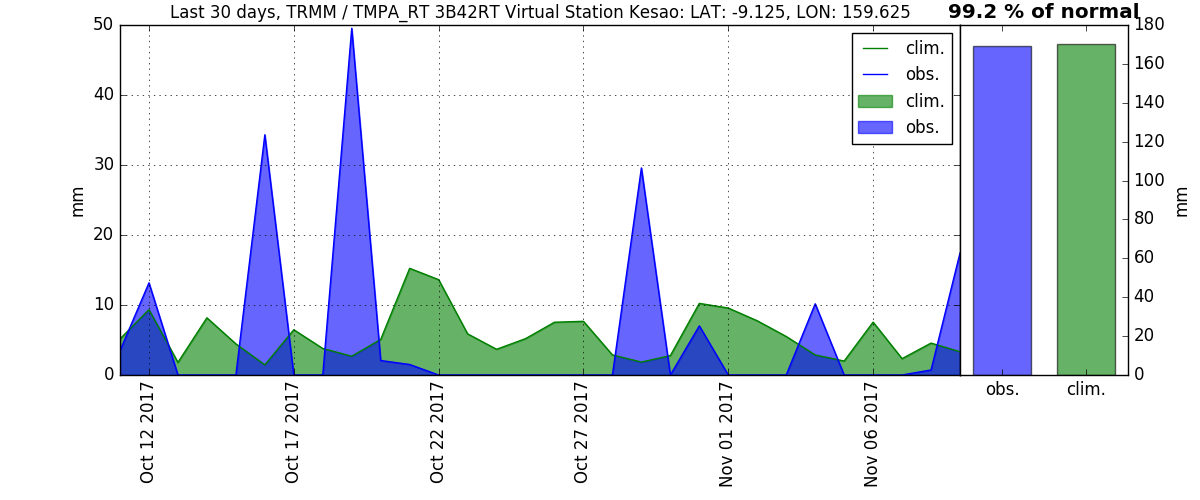 Last 30 days, TRMM / TMPA_RT 3B42RT Virtual Station Kesao: LAT: -9.125, LON: 159.625
99.2 % of normal
50
40
30
20
10
0
mm
clim.
obs.
clim.
obs.
Oct 12 2017
Oct 17 2017
Oct 22 2017
Oct 27 2017
Nov 01 2017
Nov 06 2017
180
160
140
120
100
80
60
40
20
0
mm
obs.
clim.